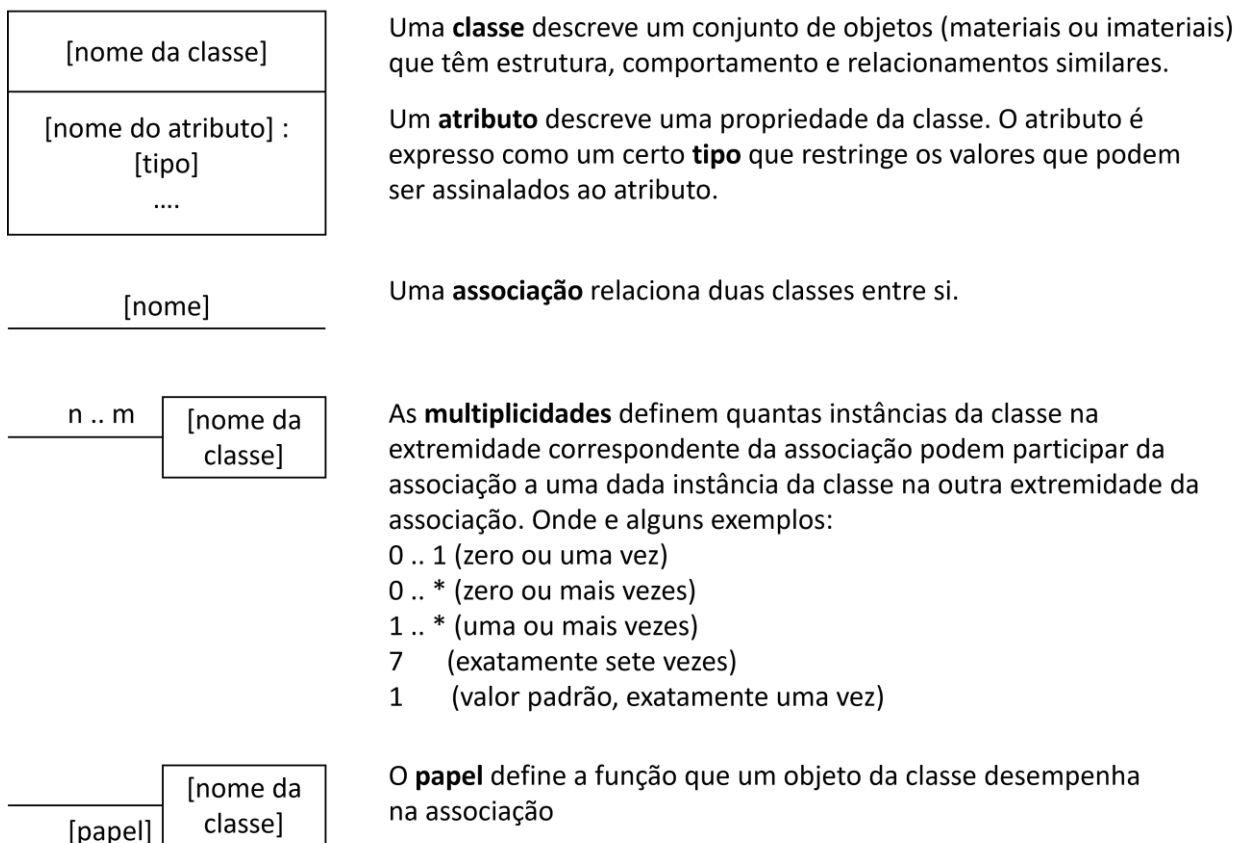 [nome da classe]
[nome do atributo] :
[tipo]
....
Uma classe descreve um conjunto de objetos (materiais ou imateriais)
que têm estrutura, comportamento e relacionamentos similares.
Um atributo descreve uma propriedade da classe. O atributo é
expresso como um certo tipo que restringe os valores que podem
ser assinalados ao atributo.
[nome]
Uma associação relaciona duas classes entre si.
n .. m
[nome da
classe]
As multiplicidades definem quantas instâncias da classe na
extremidade correspondente da associação podem participar da
associação a uma dada instância da classe na outra extremidade da
associação. Onde e alguns exemplos:
0 .. 1 (zero ou uma vez)
0 .. * (zero ou mais vezes)
1 .. * (uma ou mais vezes)
7 (exatamente sete vezes)
1 (valor padrão, exatamente uma vez)
[papel]
[nome da
classe]
O papel define a função que um objeto da classe desempenha
na associação